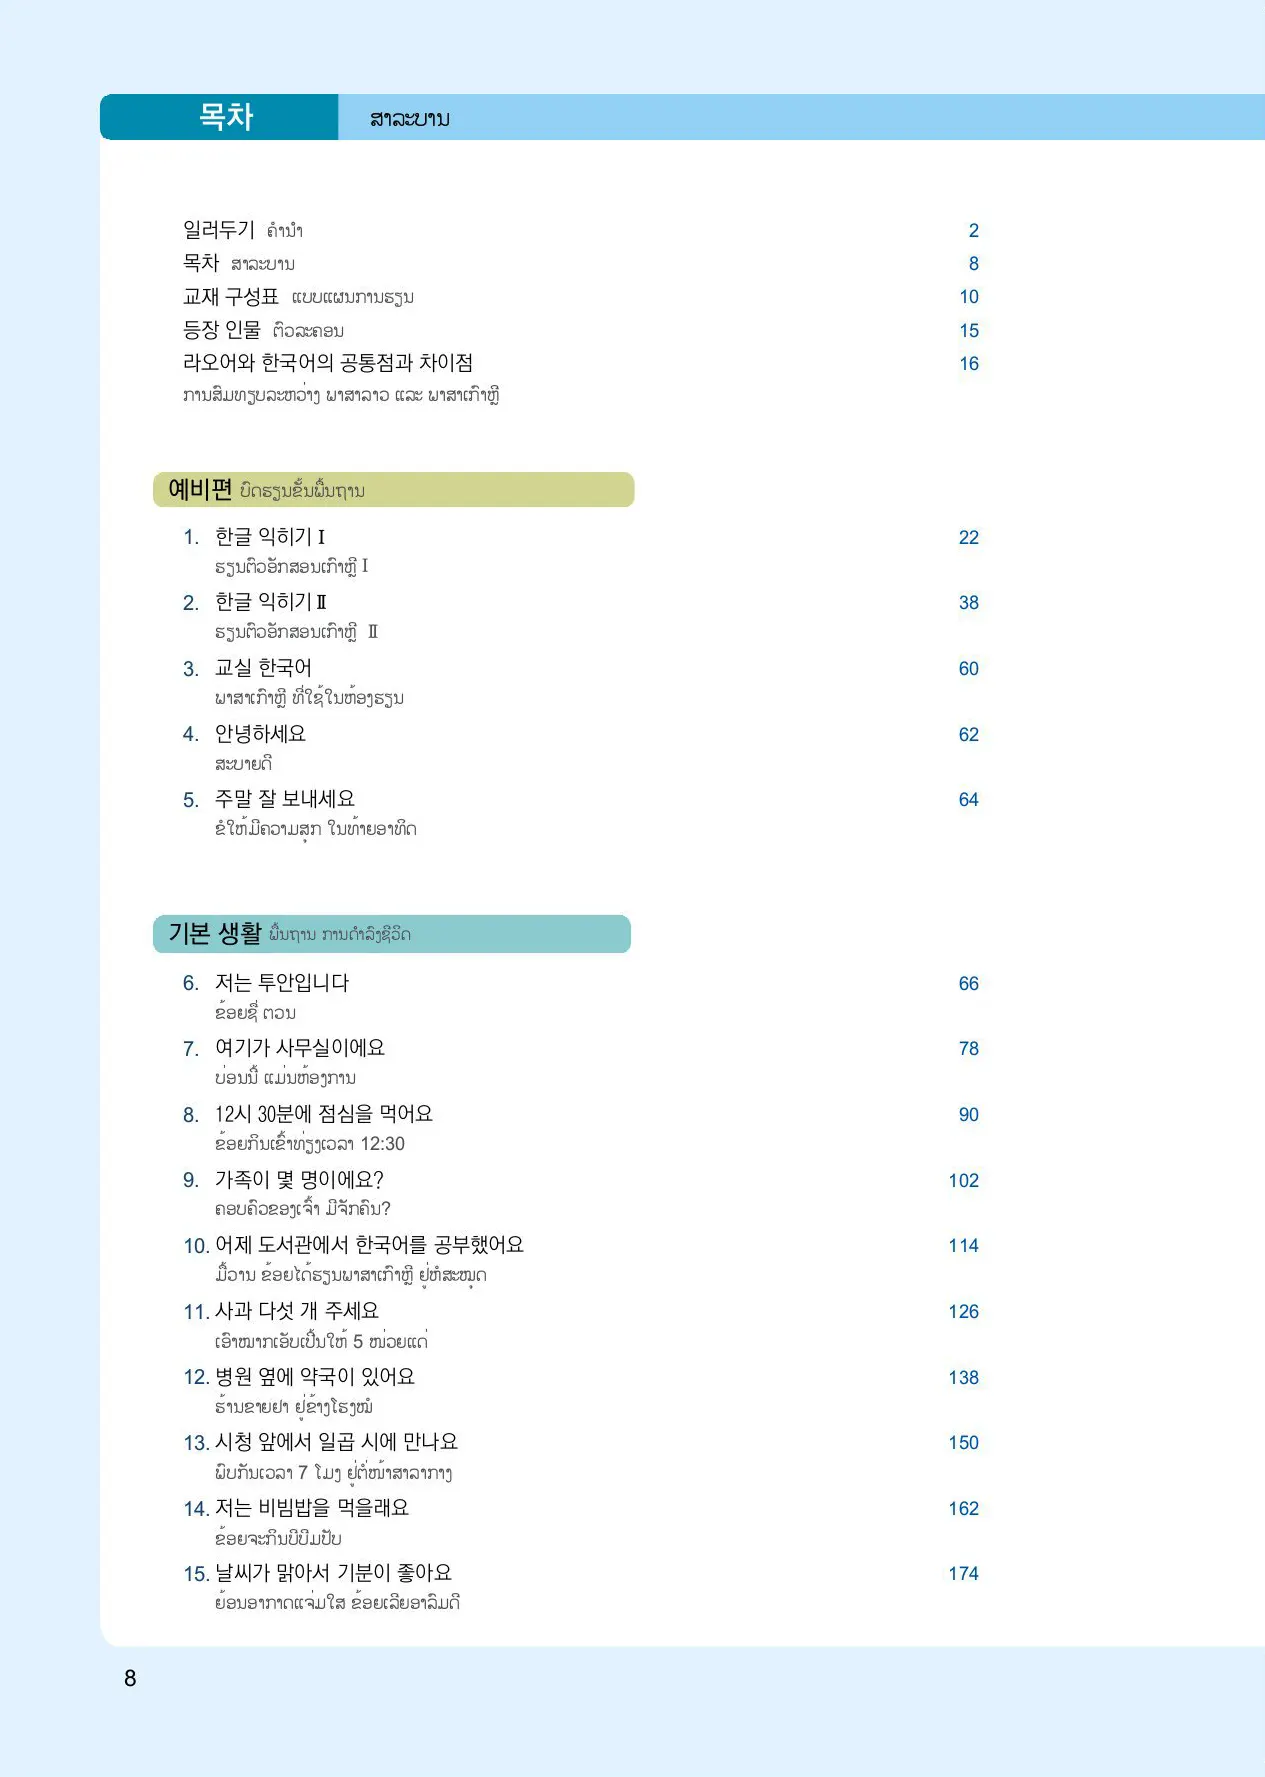 목차 ສາລະບານ
일러두기 ຄຳນຳ 2
목차 ສາລະບານ 8
교재 구성표 ແບບແຜນການຮຽນ 10
등장 인물 ຕົວລະຄອນ 15
라오어와 한국어의 공통점과 차이점 16
ການສົມທຽບລະຫວ່າງ ພາສາລາວ ແລະ ພາສາເກົາຫຼີ
예비편 ບົດຮຽນຂັ້ນພື້ນຖານ
1. 한글 익히기 Ⅰ 22
ຮຽນຕົວອັກສອນເກົາຫຼີ Ⅰ
2. 한글 익히기 Ⅱ 38
ຮຽນຕົວອັກສອນເກົາຫຼີ Ⅱ
3. 교실 한국어 60
ພາສາເກົາຫຼີ ທີ່ໃຊ້ໃນຫ້ອງຮຽນ
4. 안녕하세요 62
ສະບາຍດີ
5. 주말 잘 보내세요 64
ຂໍໃຫ້ມີຄວາມສຸກ ໃນທ້າຍອາທິດ
기본 생활 ພື້ນຖານ ການດຳລົງຊີວິດ
6. 저는 투안입니다 66
ຂ້ອຍຊື່ ຕວນ
7. 여기가 사무실이에요 78
ບ່ອນນີ້ ແມ່ນຫ້ອງການ
8. 12시 30분에 점심을 먹어요 90
ຂ້ອຍກິນເຂົ້າທ່ຽງເວລາ 12:30
9. 가족이 몇 명이에요? 102
ຄອບຄົວຂອງເຈົ້າ ມີຈັກຄົນ?
10. 어제 도서관에서 한국어를 공부했어요 114
ມື້ວານ ຂ້ອຍໄດ້ຮຽນພາສາເກົາຫຼີ ຢູ່ຫໍສະໝຸດ
11. 사과 다섯 개 주세요 126
ເອົາໝາກເອັບເປີ້ນໃຫ້ 5 ໜ່ວຍແດ່
12. 병원 옆에 약국이 있어요 138
ຮ້ານຂາຍຢາ ຢູ່ຂ້າງໂຮງໝໍ
13. 시청 앞에서 일곱 시에 만나요 150
ພົບກັນເວລາ 7 ໂມງ ຢູ່ຕໍ່ໜ້າສາລາກາງ
14. 저는 비빔밥을 먹을래요 162
ຂ້ອຍຈະກິນບີບີມປັບ
15. 날씨가 맑아서 기분이 좋아요 174
ຍ້ອນອາກາດແຈ່ມໃສ ຂ້ອຍເລີຍອາລົມດີ
8